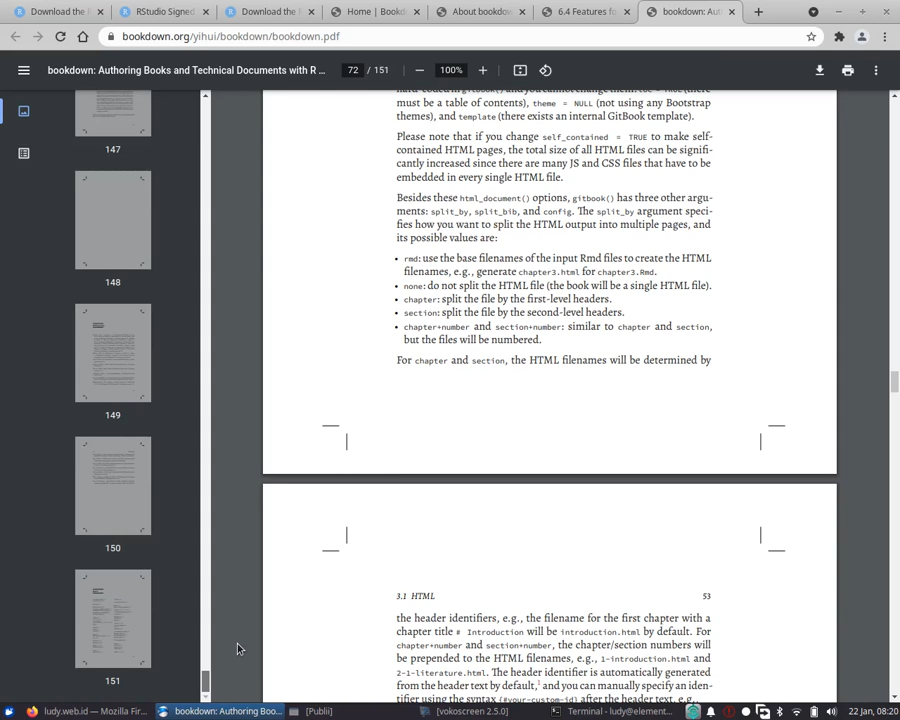 Download the R
RStudio Signed
Download the R
Home | Bookd
About bookdow
6.4 Features fo
bookdown: Aut
bookdown.org/yihui/bookdown/bookdown.pdf
bookdown: Authoring Books and Technical Documents with R ...
72 / 151
100%
147
148
149
150
151
must be a table of contents), theme = NULL (not using any Bootstrap
themes), and template (there exists an internal GitBook template).
Please note that if you change self_contained = TRUE to make self-
contained HTML pages, the total size of all HTML files can be signifi-
cantly increased since there are many JS and CSS files that have to be
embedded in every single HTML file.
Besides these html_document() options, gitbook() has three other argu-
ments: split_by, split_bib, and config. The split_by argument speci-
fies how you want to split the HTML output into multiple pages, and
its possible values are:
• rmd: use the base filenames of the input Rmd files to create the HTML
filenames, e.g., generate chapter3.html for chapter3.Rmd.
• none: do not split the HTML file (the book will be a single HTML file).
• chapter: split the file by the first-level headers.
• section: split the file by the second-level headers.
• chapter+number and section+number: similar to chapter and section,
but the files will be numbered.
For chapter and section, the HTML filenames will be determined by
3.1 HTML 53
the header identifiers, e.g., the filename for the first chapter with a
chapter title # Introduction will be introduction.html by default. For
chapter+number and section+number, the chapter/section numbers will
be prepended to the HTML filenames, e.g., 1-introduction.html and
2-1-literature.html. The header identifier is automatically generated
from the header text by default,1 and you can manually specify an iden-
tifier using the syntax {#your-custom-id} after the header text, e.g.,
ludy.web.id — Mozilla Fir...
bookdown: Authoring Boo...
[Publii]
[vokoscreen 2.5.0]
Terminal - ludy@element...
22 Jan, 08:20